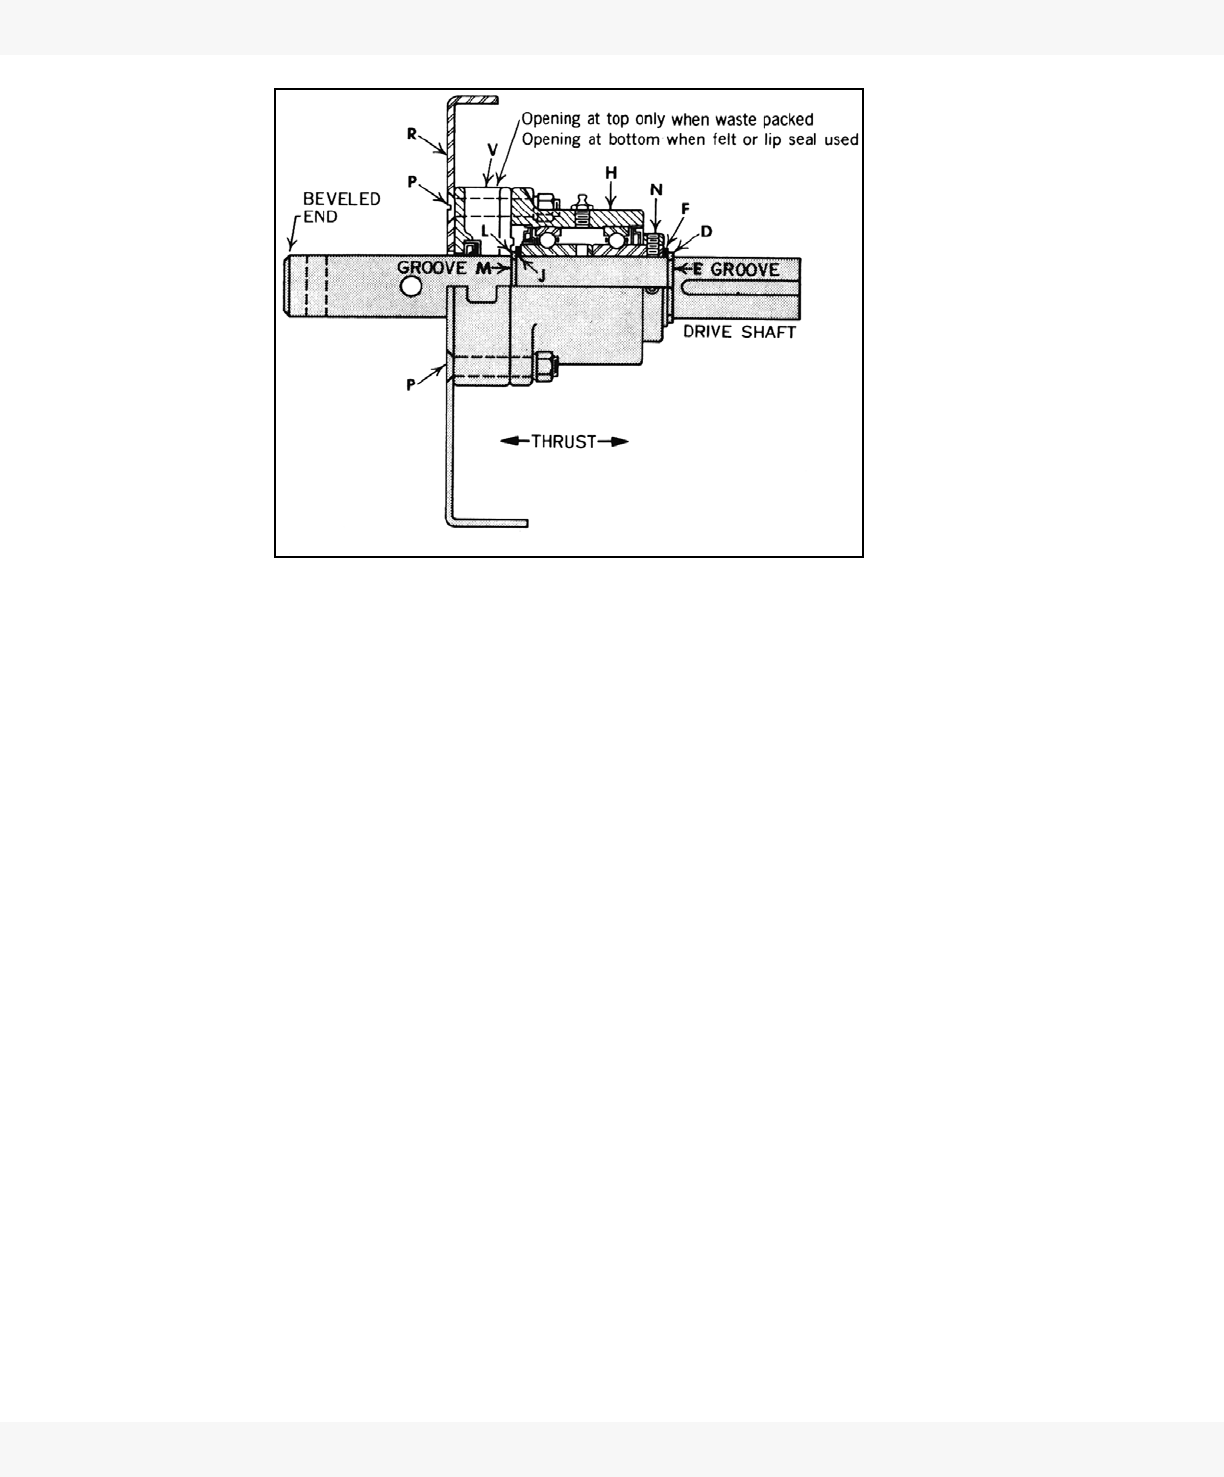 Opening at top only when waste packed
Opening at bottom when felt or lip seal used
R
V
P
H
N
F
D
BEVELED
END
L
GROOVE M
J
E GROOVE
DRIVE SHAFT
P
THRUST